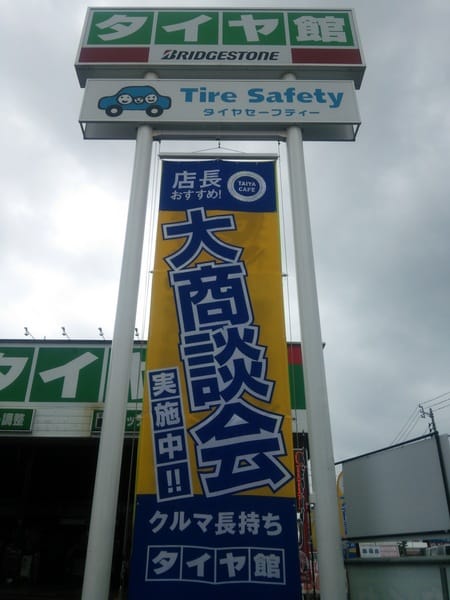 タイヤ館
BRIDGESTONE
Tire Safety
タイヤセーフティー
店長
おすすめ!
TAIYA
CAFE
大商談会
実施中!!
クルマ長持ち
タイヤ館
タイヤ
調整